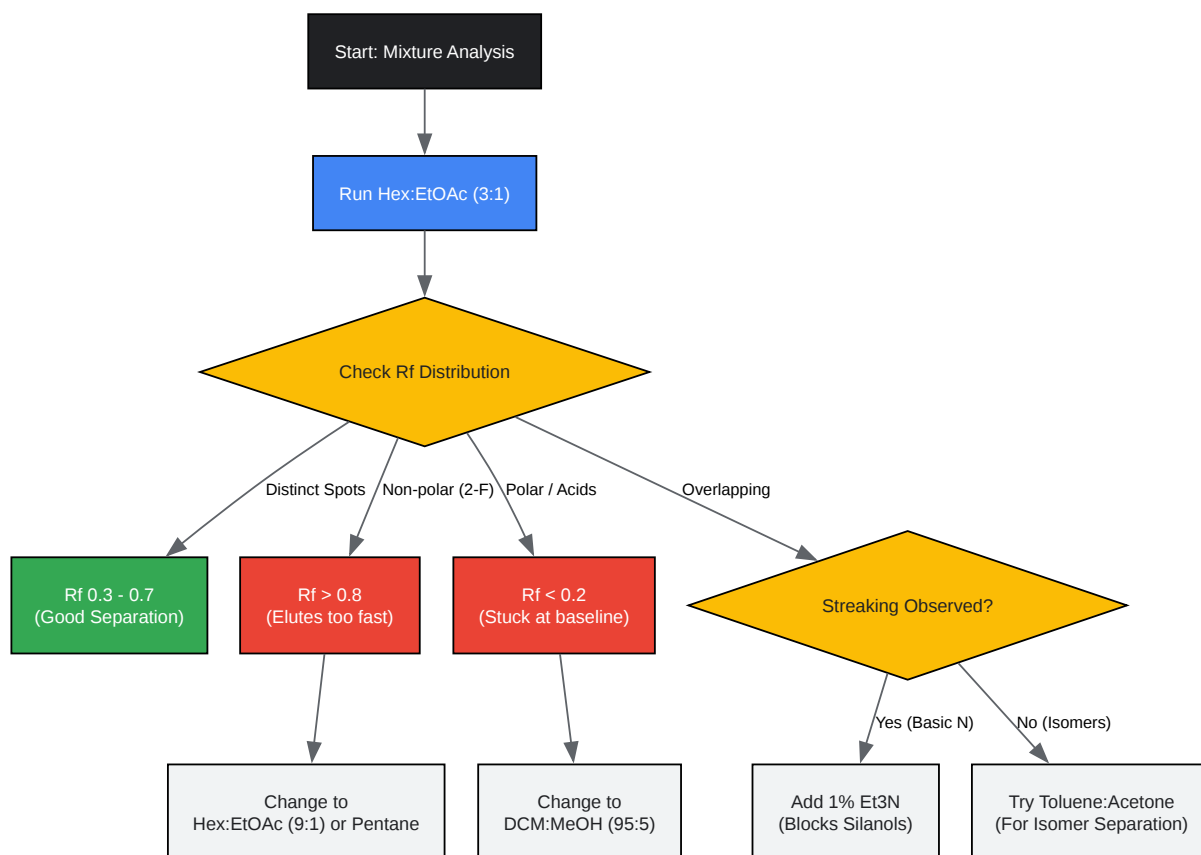 Start: Mixture Analysis
Run Hex:EtOAc (3:1)
Check Rf Distribution
Distinct Spots
Non-polar (2-F)
Polar / Acids
Overlapping
Rf 0.3 - 0.7
(Good Separation)
Rf > 0.8
(Elutes too fast)
Rf < 0.2
(Stuck at baseline)
Streaking Observed?
Yes (Basic N)
No (Isomers)
Change to
Hex:EtOAc (9:1) or Pentane
Change to
DCM:MeOH (95:5)
Add 1% Et3N
(Blocks Silanols)
Try Toluene:Acetone
(For Isomer Separation)